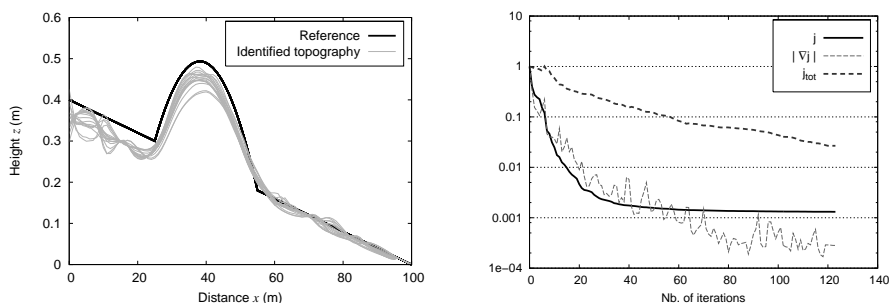 0.6
0.5
0.4
0.3
0.2
0.1
0
0
20
40
60
80
100
Height z (m)
Distance x (m)
Reference
Identified topography
10
1
0.1
0.01
0.001
1e-04
0
20
40
60
80
100
120
140
Nb. of iterations
j
| ∇j |
jtot